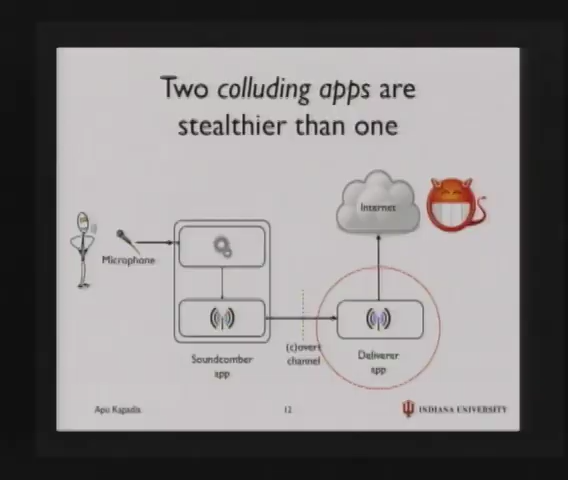 Two colluding apps are
stealthier than one
Internet
Microphone
Soundcomber
app
(c)overt
channel
Deliverer
app
Apu Kapadia
12
INDIANA UNIVERSITY